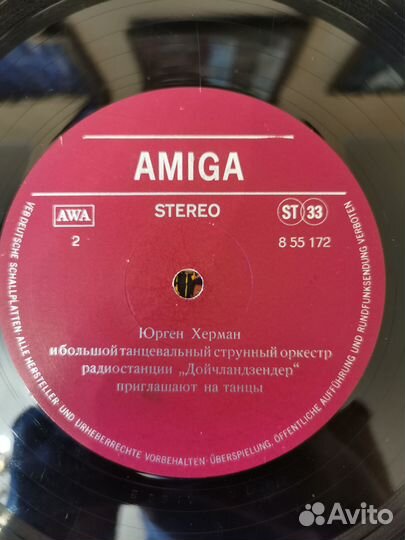 AMIGA
AWA
STEREO
ST 33
2
8 55 172
Юрген Херман
и большой танцевальный струнный оркестр
радиостанции „Дойчландзендер"
приглашают на танцы
VEB DEUTSCHE SCHALLPLATTEN · ALLE HERSTELLER- UND URHEBERRECHTE VORBEHALTEN · ÜBERSPIELUNG, ÖFFENTLICHE AUFFÜHRUNG UND RUNDFUNKSENDUNG VERBOTEN
Avito